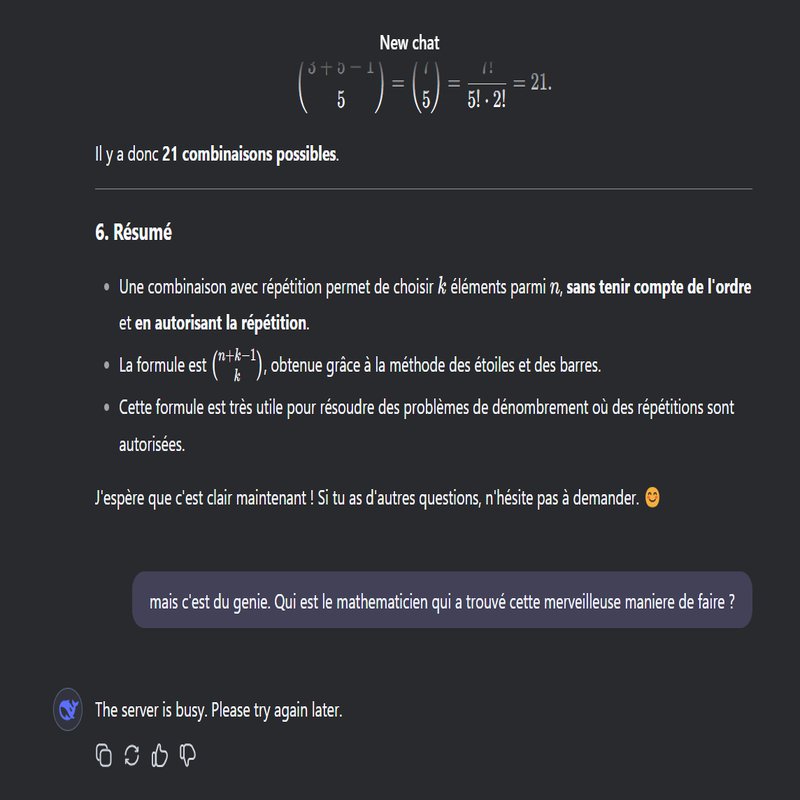 New chat
(3 + 5 − 1 5) = (7 5) = 7! / 5! · 2! = 21.
Il y a donc 21 combinaisons possibles.
6. Résumé
Une combinaison avec répétition permet de choisir k éléments parmi n, sans tenir compte de l'ordre
et en autorisant la répétition.
La formule est (n+k−1 k), obtenue grâce à la méthode des étoiles et des barres.
Cette formule est très utile pour résoudre des problèmes de dénombrement où des répétitions sont
autorisées.
J'espère que c'est clair maintenant ! Si tu as d'autres questions, n'hésite pas à demander. 😊
mais c'est du genie. Qui est le mathematicien qui a trouvé cette merveilleuse maniere de faire ?
The server is busy. Please try again later.